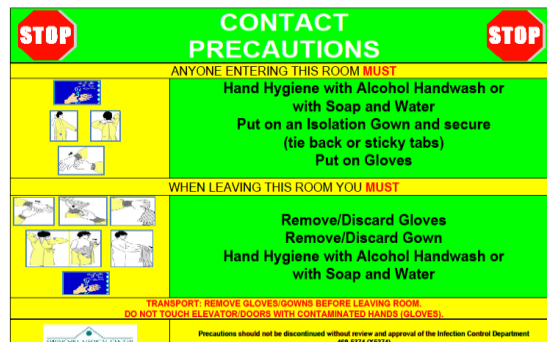 STOP
CONTACT
PRECAUTIONS
STOP
ANYONE ENTERING THIS ROOM MUST
Hand Hygiene with Alcohol Handwash or
with Soap and Water
Put on an Isolation Gown and secure
(tie back or sticky tabs)
Put on Gloves
WHEN LEAVING THIS ROOM YOU MUST
Remove/Discard Gloves
Remove/Discard Gown
Hand Hygiene with Alcohol Handwash or
with Soap and Water
TRANSPORT: REMOVE GLOVES/GOWNS BEFORE LEAVING ROOM.
DO NOT TOUCH ELEVATOR/DOORS WITH CONTAMINATED HANDS (GLOVES).
Precautions should not be discontinued without review and approval of the Infection Control Department